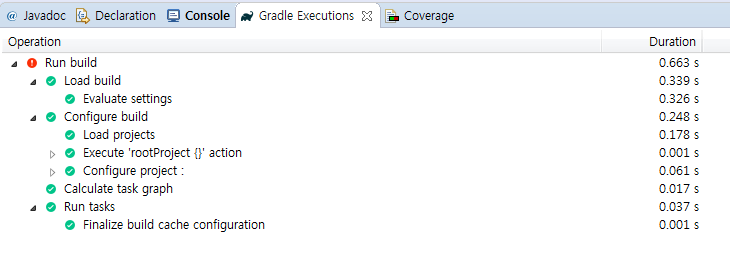 @ Javadoc Declaration Console Gradle Executions Coverage
Operation Duration
Run build 0.663 s
Load build 0.339 s
Evaluate settings 0.326 s
Configure build 0.248 s
Load projects 0.178 s
Execute 'rootProject {}' action 0.001 s
Configure project : 0.061 s
Calculate task graph 0.017 s
Run tasks 0.037 s
Finalize build cache configuration 0.001 s